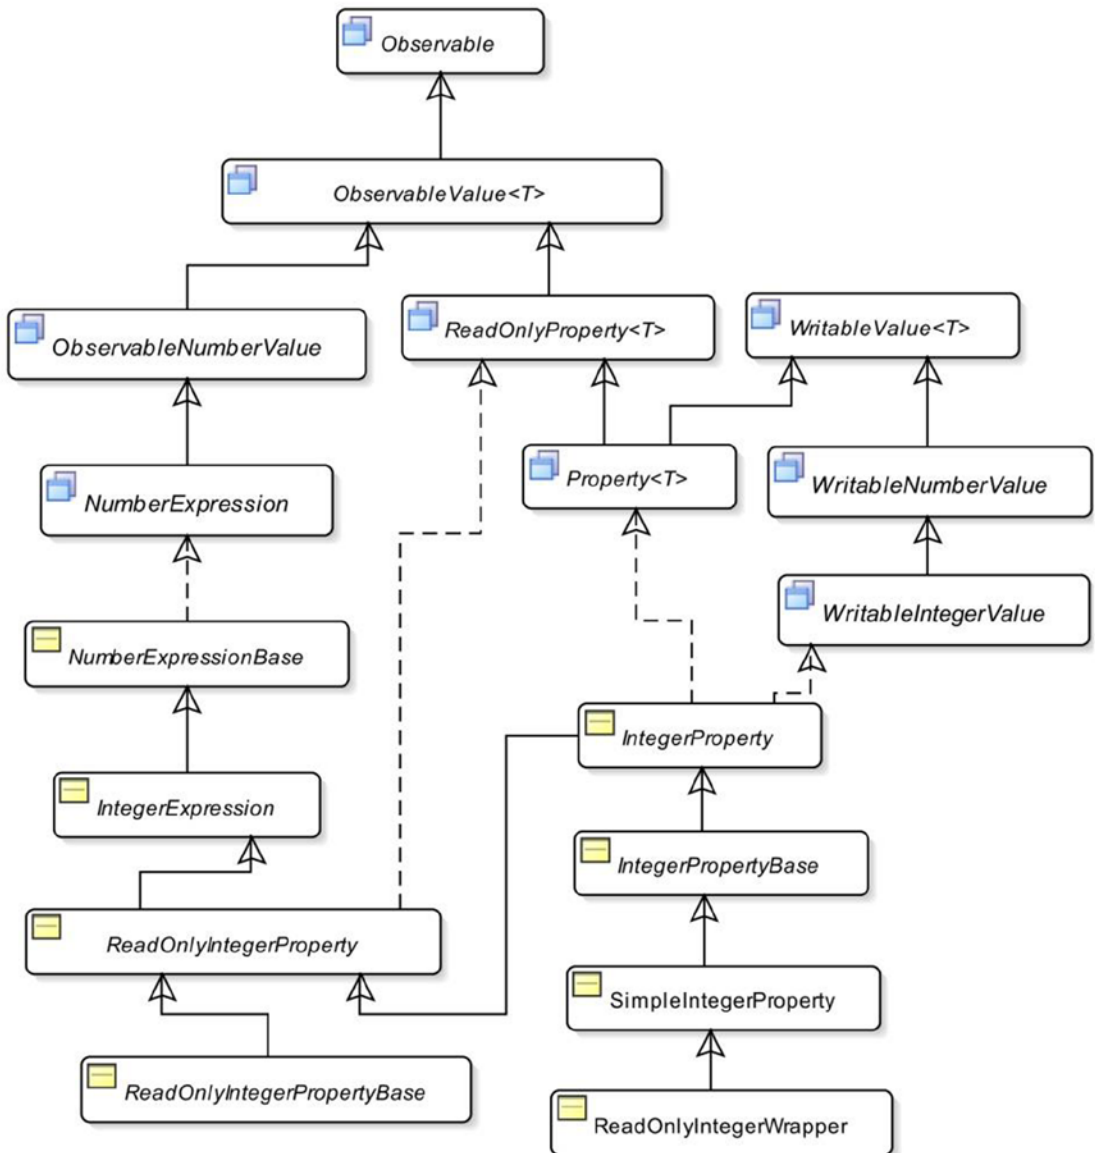 Observable
ObservableValue<T>
ObservableNumberValue
ReadOnlyProperty<T>
WritableValue<T>
NumberExpression
Property<T>
WritableNumberValue
WritableIntegerValue
NumberExpressionBase
IntegerProperty
IntegerExpression
IntegerPropertyBase
ReadOnlyIntegerProperty
SimpleIntegerProperty
ReadOnlyIntegerPropertyBase
ReadOnlyIntegerWrapper